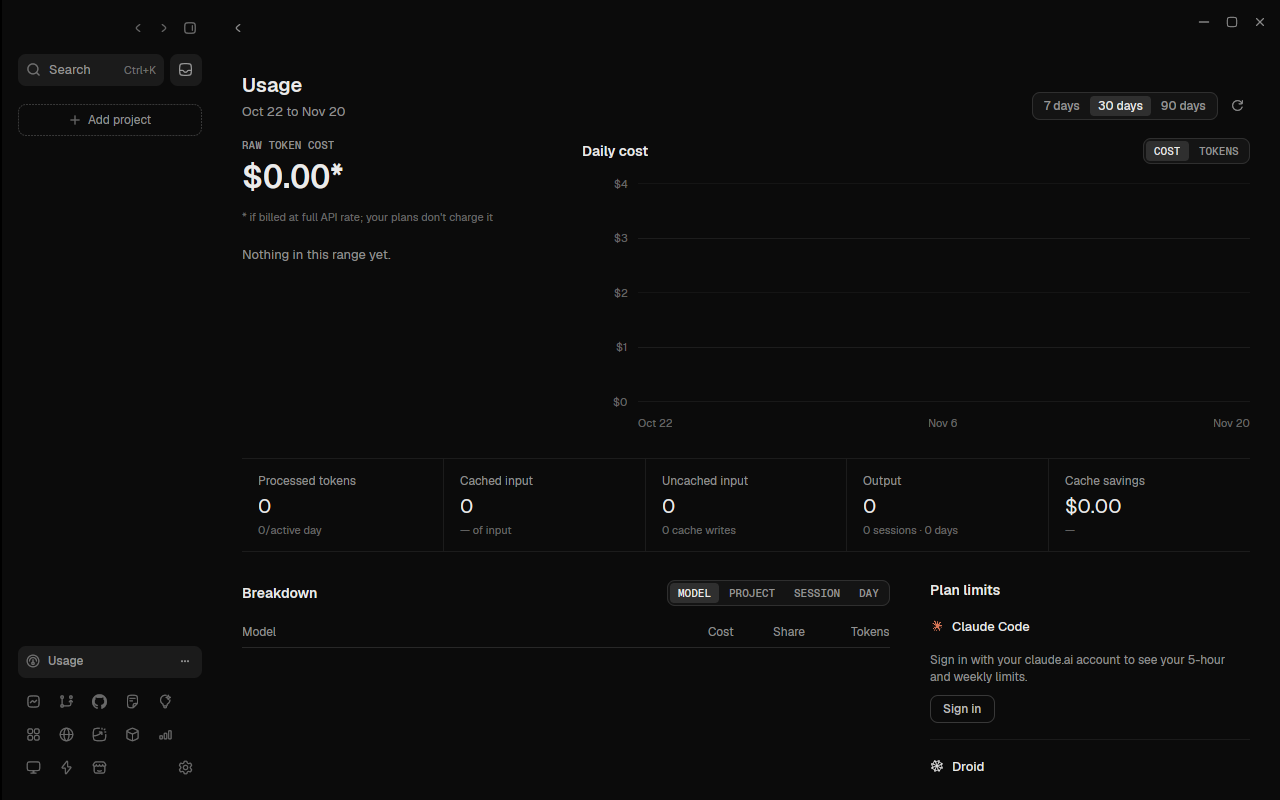 Search Ctrl+K
Add project
Usage
Oct 22 to Nov 20
7 days 30 days 90 days
RAW TOKEN COST
$0.00*
* if billed at full API rate; your plans don't charge it
Nothing in this range yet.
Daily cost
COST TOKENS
$4
$3
$2
$1
$0
Oct 22 Nov 6 Nov 20
Processed tokens
0
0/active day
Cached input
0
— of input
Uncached input
0
0 cache writes
Output
0
0 sessions · 0 days
Cache savings
$0.00
—
Breakdown
MODEL PROJECT SESSION DAY
Model Cost Share Tokens
Plan limits
Claude Code
Sign in with your claude.ai account to see your 5-hour
and weekly limits.
Sign in
Droid
Usage